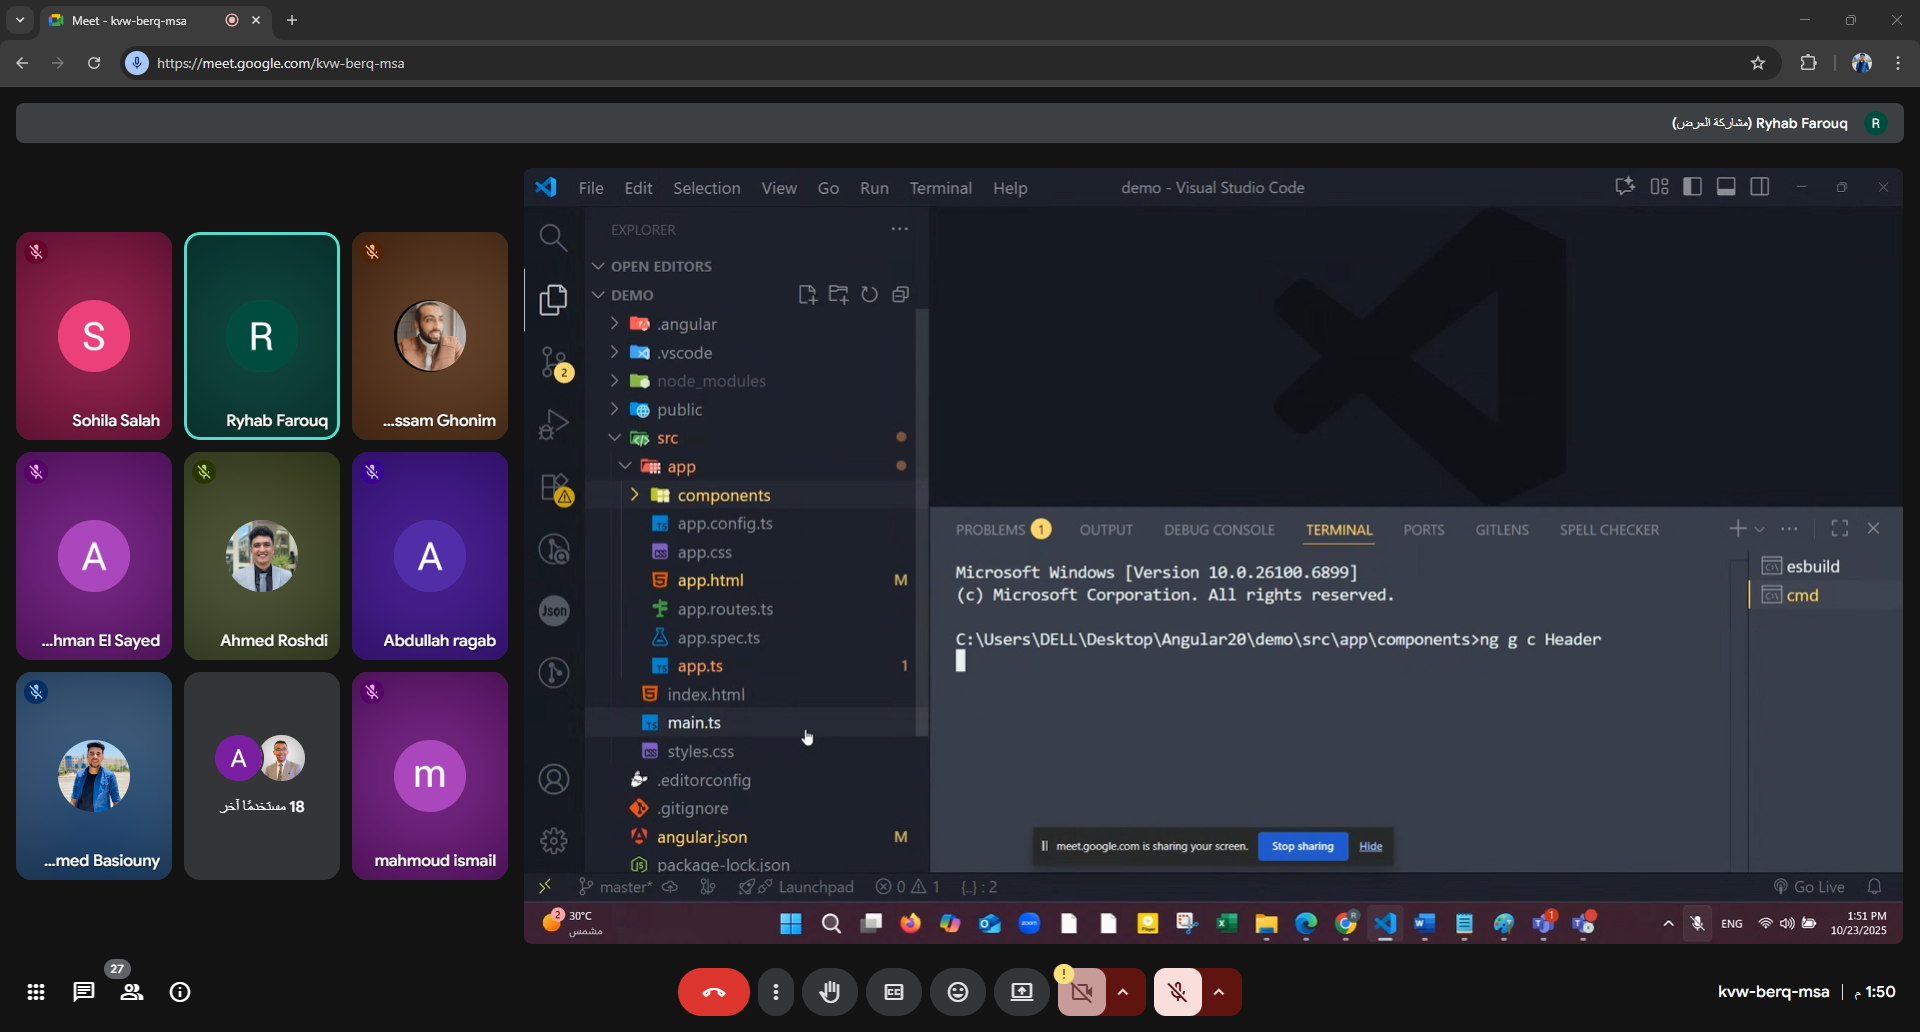 Meet - kvw-berq-msa
https://meet.google.com/kvw-berq-msa
Ryhab Farouq (مشاركة العرض)
R
S
Sohila Salah
R
Ryhab Farouq
...ssam Ghonim
A
...hman El Sayed
Ahmed Roshdi
A
Abdullah ragab
...med Basiouny
A
18 مستخدمًا آخر
m
mahmoud ismail
File Edit Selection View Go Run Terminal Help
demo - Visual Studio Code
EXPLORER
OPEN EDITORS
DEMO
.angular
.vscode
2
node_modules
public
src
app
components
app.config.ts
app.css
app.html M
Json
app.routes.ts
app.spec.ts
app.ts 1
index.html
main.ts
styles.css
.editorconfig
.gitignore
angular.json M
package-lock.json
PROBLEMS 1 OUTPUT DEBUG CONSOLE TERMINAL PORTS GITLENS SPELL CHECKER
Microsoft Windows [Version 10.0.26100.6899]
(c) Microsoft Corporation. All rights reserved.
C:\Users\DELL\Desktop\Angular20\demo\src\app\components>ng g c Header
esbuild
cmd
meet.google.com is sharing your screen. Stop sharing Hide
master* Launchpad 0 1 {..} : 2 Go Live
2
30°C
مشمس
zoom
R
1
ENG
1:51 PM
10/23/2025
27
kvw-berq-msa | 1:50 م